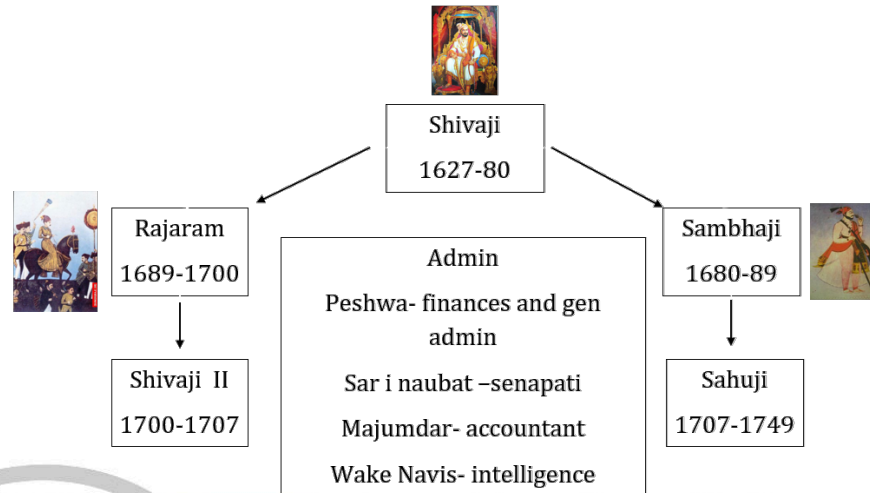 Shivaji
1627-80
Rajaram
1689-1700
Sambhaji
1680-89
Admin
Peshwa- finances and gen
admin
Sar i naubat –senapati
Majumdar- accountant
Wake Navis- intelligence
Shivaji II
1700-1707
Sahuji
1707-1749